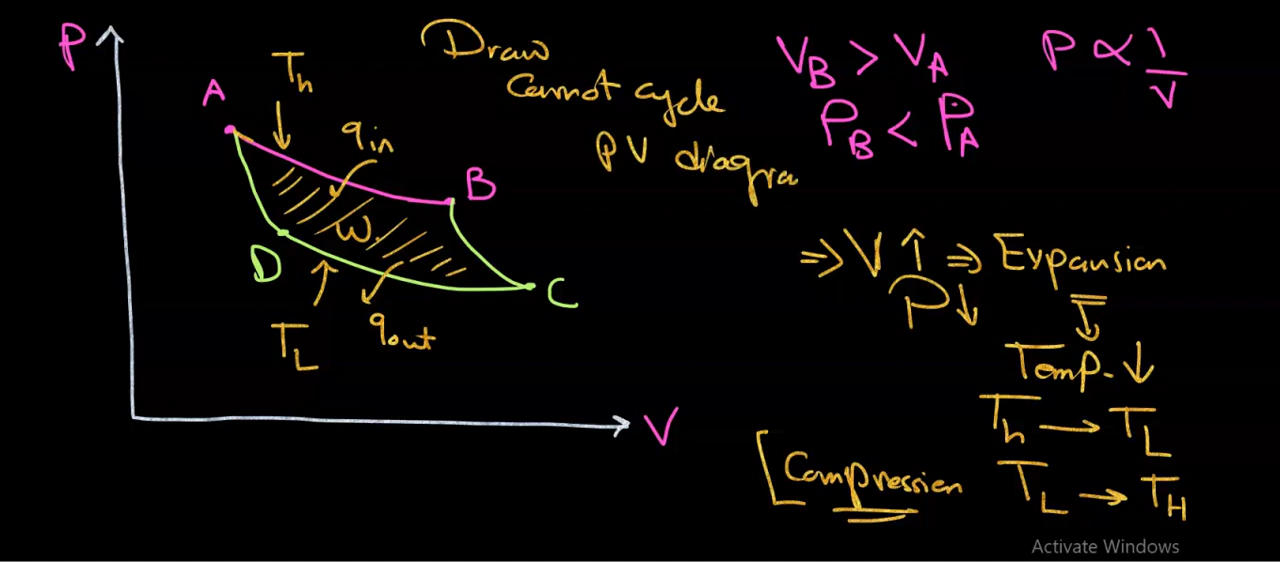 P
A
Th
qin
B
W.
D
C
TL
qout
V
Draw
Cannot cycle
PV diagra
VB > VA
PB < PA
P ∝ 1/V
⇒ V ↑ ⇒ Expansion
P ↓
Temp. ↓
Th → TL
[Compression TL → TH
Activate Windows